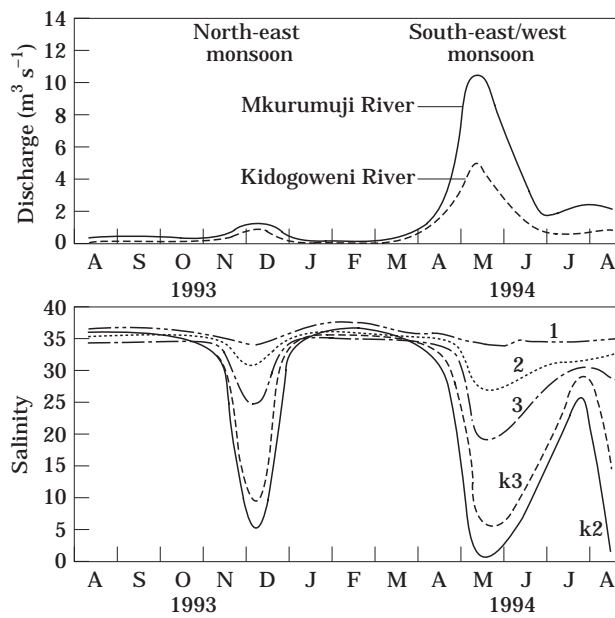 14
12
10
8
6
4
2
0
Discharge (m³ s⁻¹)
North-east
monsoon
South-east/west
monsoon
Mkurumuji River
Kidogoweni River
A S O N D J F M A M J J A
1993 1994
40
35
30
25
20
15
10
5
0
Salinity
1
2
3
k3
k2
A S O N D J F M A M J J A
1993 1994